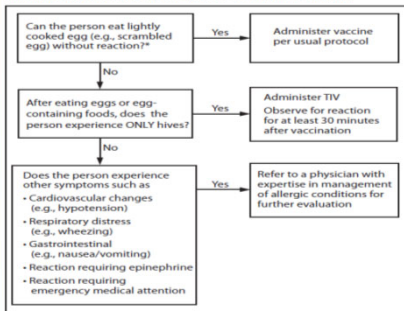 Can the person eat lightly
cooked egg (e.g., scrambled
egg) without reaction?*
Yes
Administer vaccine
per usual protocol
No
After eating eggs or egg-
containing foods, does the
person experience ONLY hives?
Yes
Administer TIV
Observe for reaction
for at least 30 minutes
after vaccination
No
Does the person experience
other symptoms such as
• Cardiovascular changes
(e.g., hypotension)
• Respiratory distress
(e.g., wheezing)
• Gastrointestinal
(e.g., nausea/vomiting)
• Reaction requiring epinephrine
• Reaction requiring
emergency medical attention
Yes
Refer to a physician with
expertise in management
of allergic conditions for
further evaluation